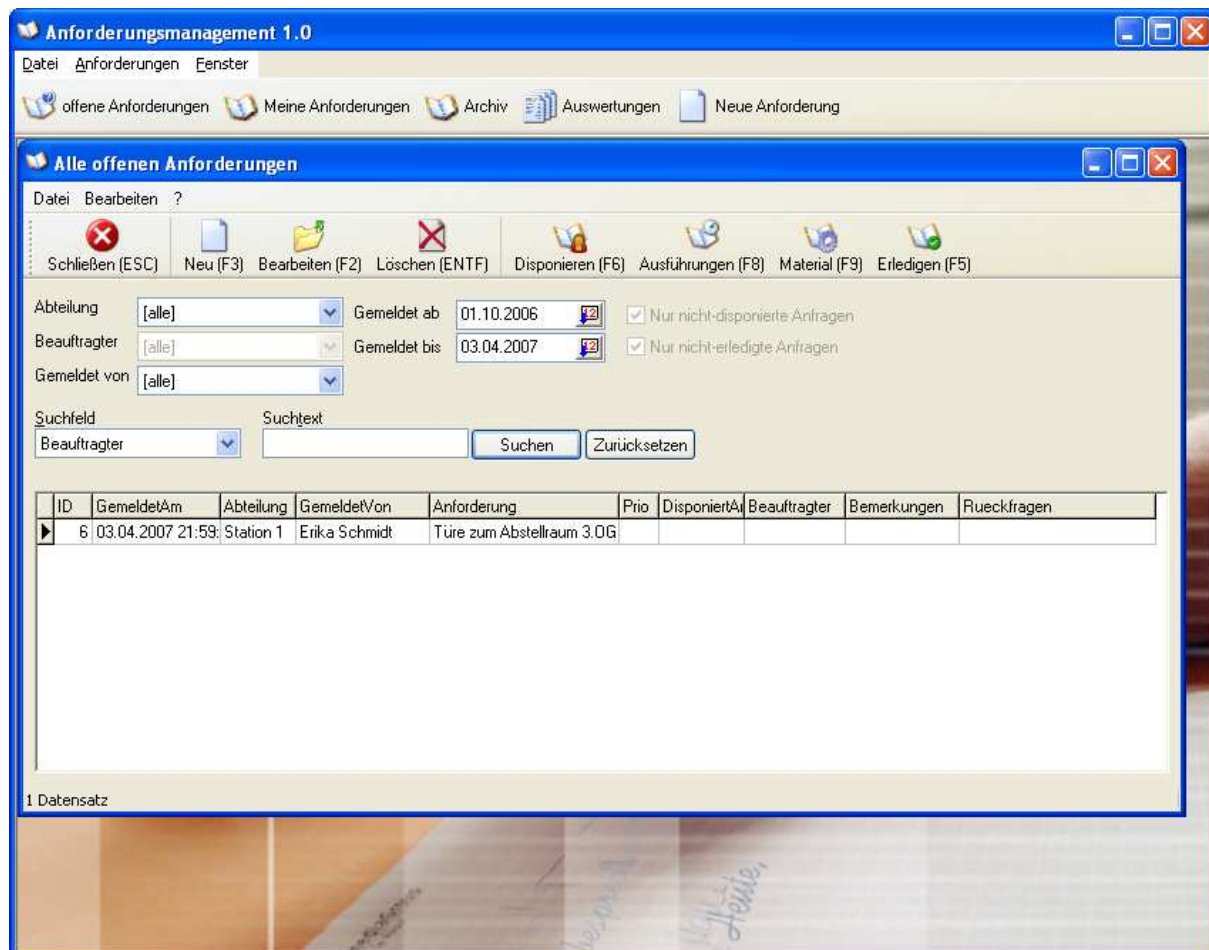 Anforderungsmanagement 1.0
Datei Anforderungen Fenster
offene Anforderungen Meine Anforderungen Archiv Auswertungen Neue Anforderung
Alle offenen Anforderungen
Datei Bearbeiten ?
Schließen (ESC) Neu (F3) Bearbeiten (F2) Löschen (ENTF) Disponieren (F6) Ausführungen (F8) Material (F9) Erledigen (F5)
Abteilung [alle] Gemeldet ab 01.10.2006 12 Nur nicht-disponierte Anfragen
Beauftragter [alle] Gemeldet bis 03.04.2007 12 Nur nicht-erledigte Anfragen
Gemeldet von [alle]
Suchfeld Suchtext
Beauftragter Suchen Zurücksetzen
ID GemeldetAm Abteilung GemeldetVon Anforderung Prio DisponiertAu Beauftragter Bemerkungen Rueckfragen
6 03.04.2007 21:59: Station 1 Erika Schmidt Türe zum Abstellraum 3.OG
1 Datensatz
Heute,